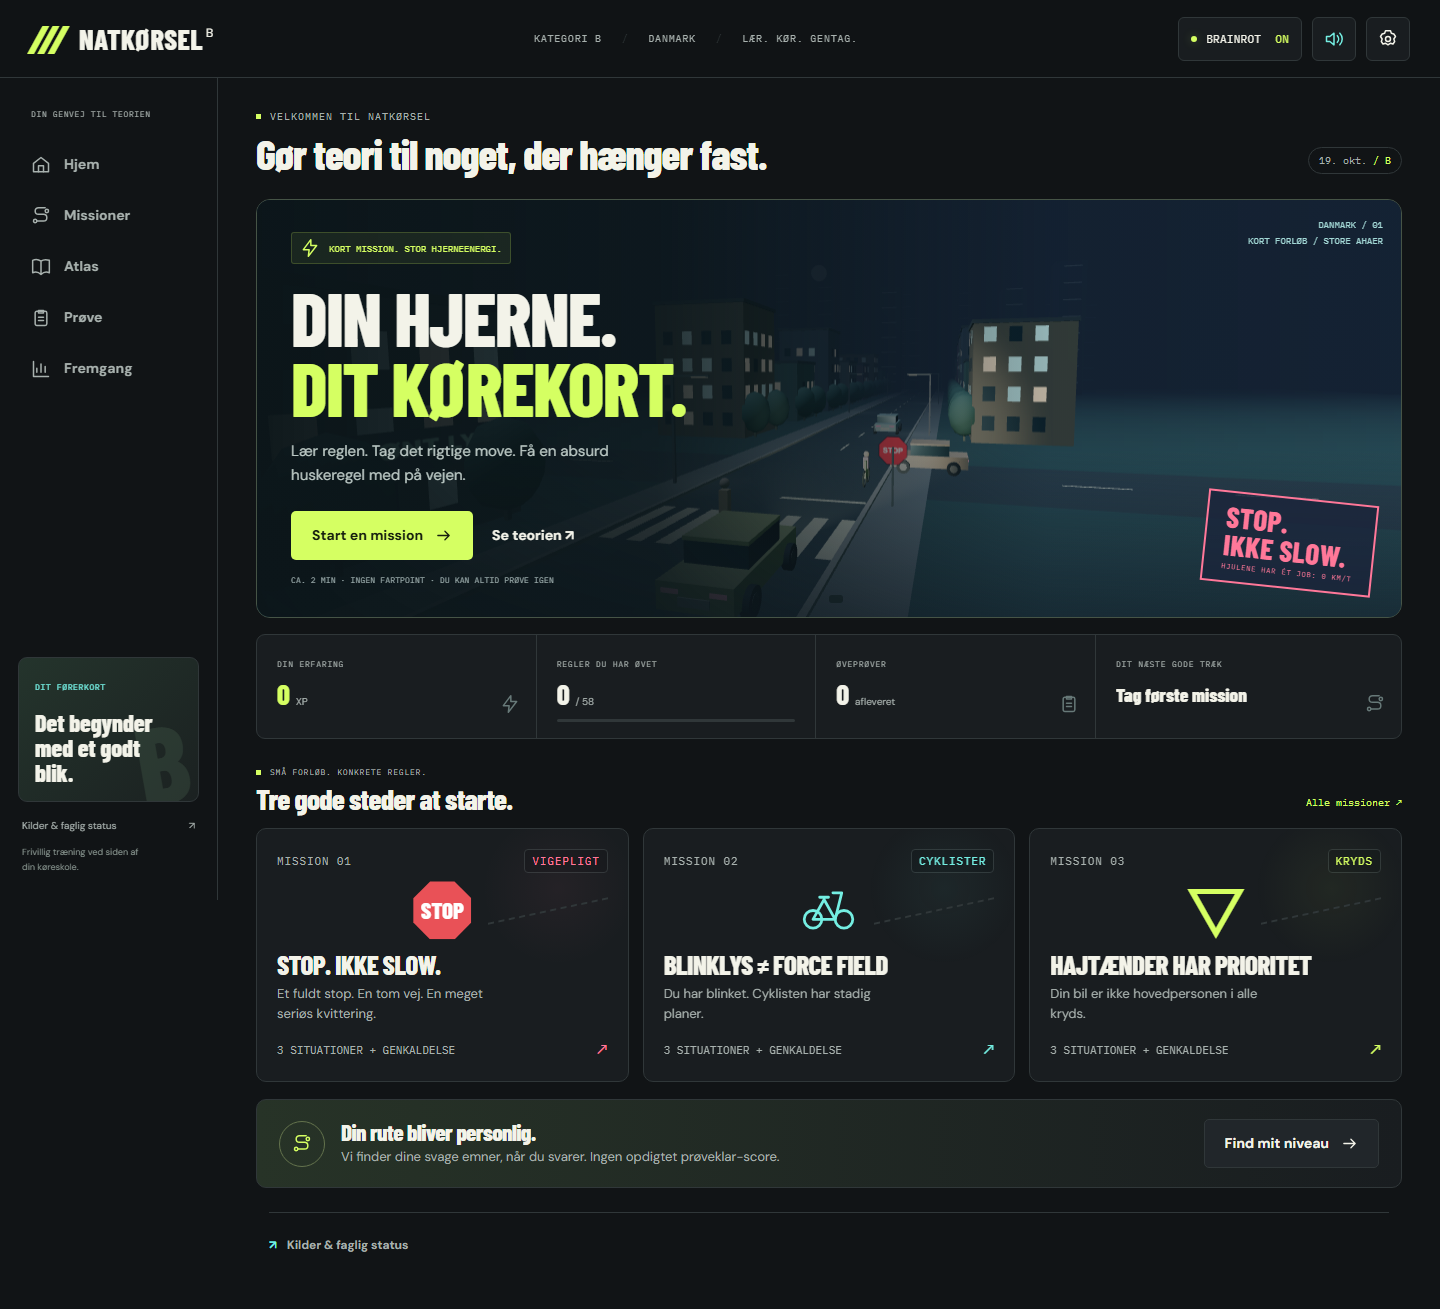 NATKØRSEL B
KATEGORI B / DANMARK / LÆR. KØR. GENTAG.
BRAINROT ON
DIN GENVEJ TIL TEORIEN
Hjem
Missioner
Atlas
Prøve
Fremgang
DIT FØRERKORT
Det begynder
med et godt
blik.
B
Kilder & faglig status
Frivillig træning ved siden af
din køreskole.
VELKOMMEN TIL NATKØRSEL
Gør teori til noget, der hænger fast.
19. okt. / B
KORT MISSION. STOR HJERNEENERGI.
DANMARK / 01
KORT FORLØB / STORE AHAER
DIN HJERNE.
DIT KØREKORT.
Lær reglen. Tag det rigtige move. Få en absurd
huskeregel med på vejen.
Start en mission →
Se teorien
CA. 2 MIN · INGEN FARTPOINT · DU KAN ALTID PRØVE IGEN
STOP
STOP.
IKKE SLOW.
HJULENE HAR ÉT JOB: 0 KM/T
DIN ERFARING
0 XP
REGLER DU HAR ØVET
0 / 58
ØVEPRØVER
0 afleveret
DIT NÆSTE GODE TRÆK
Tag første mission
SMÅ FORLØB. KONKRETE REGLER.
Tre gode steder at starte.
Alle missioner ↗
MISSION 01 VIGEPLIGT
STOP
STOP. IKKE SLOW.
Et fuldt stop. En tom vej. En meget
seriøs kvittering.
3 SITUATIONER + GENKALDELSE ↗
MISSION 02 CYKLISTER
BLINKLYS ≠ FORCE FIELD
Du har blinket. Cyklisten har stadig
planer.
3 SITUATIONER + GENKALDELSE ↗
MISSION 03 KRYDS
HAJTÆNDER HAR PRIORITET
Din bil er ikke hovedpersonen i alle
kryds.
3 SITUATIONER + GENKALDELSE ↗
Din rute bliver personlig.
Vi finder dine svage emner, når du svarer. Ingen opdigtet prøveklar-score.
Find mit niveau →
Kilder & faglig status